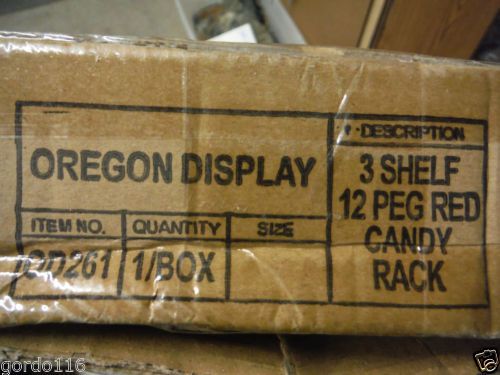 OREGON DISPLAY
ITEM NO.
QUANTITY
SIZE
1/BOX
DESCRIPTION
3 SHELF
12 PEG RED
CANDY
RACK
gordo116